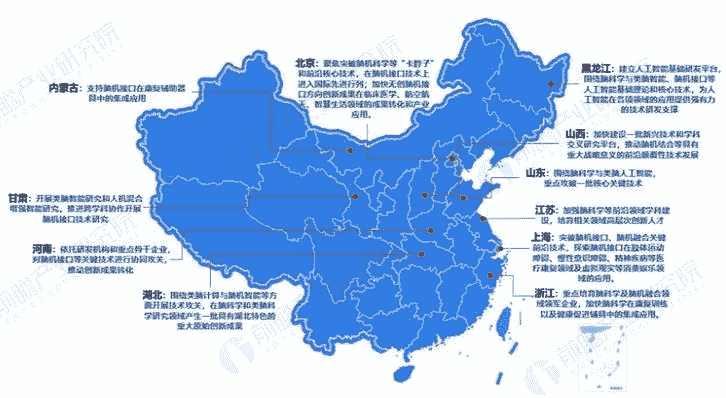 北京：聚焦突破脑机科学等“卡脖子”
和前沿核心技术，在脑机接口技术上
进入国际先进行列；加快无创脑机接
口方向创新成果在临床医学、航空航
天、智慧生活领域的成果转化和产业
应用。
黑龙江：建立人工智能基础研发平台，
围绕脑科学与类脑智能、脑机接口等
人工智能基础理论和核心技术，为人
工智能在各领域的应用提供强有力
的技术研发支撑
内蒙古：支持脑机接口在康复辅助器
具中的集成应用
山西：加快建设一批新兴技术和学科
交叉研究平台，推动脑机结合等具有
重大战略意义的前沿颠覆性技术发展
山东：围绕脑科学与类脑人工智能，
重点攻破一批核心关键技术
甘肃：开展类脑智能研究和人机混合
增强智能研究，推进跨学科协作开展
脑机接口技术研究
江苏：加强脑科学等前沿领域学科建
设，培育相关领域高层次创新人才
河南：依托研发机构和重点骨干企业，
对脑机接口等关键技术进行协同攻关，
推动创新成果转化
上海：突破脑机接口、脑机融合关键
前沿技术，探索脑机接口在肢体运动
障碍、慢性意识障碍、精神疾病等医
疗康复领域及虚拟现实等消费娱乐领
域的应用。
湖北：围绕类脑计算与脑机智能等方
面开展技术攻关，在脑科学和类脑科
学研究领域产生一批具有湖北特色的
重大原始创新成果
浙江：重点培育脑科学及脑机融合领
域领军企业，加快脑科学在康复训练
以及健康促进辅具中的集成应用。
前瞻产业研究院